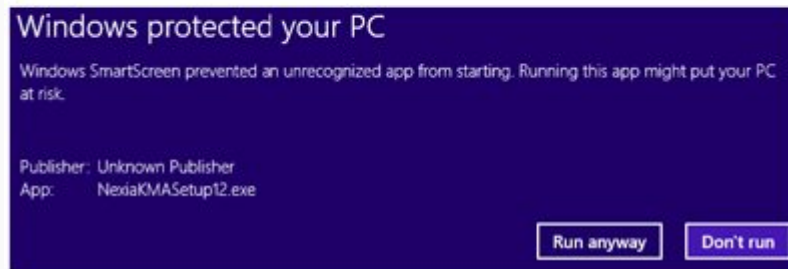 Windows protected your PC
Windows SmartScreen prevented an unrecognized app from starting. Running this app might put your PC
at risk.
Publisher: Unknown Publisher
App: NexiaKMASetup12.exe
Run anyway Don't run